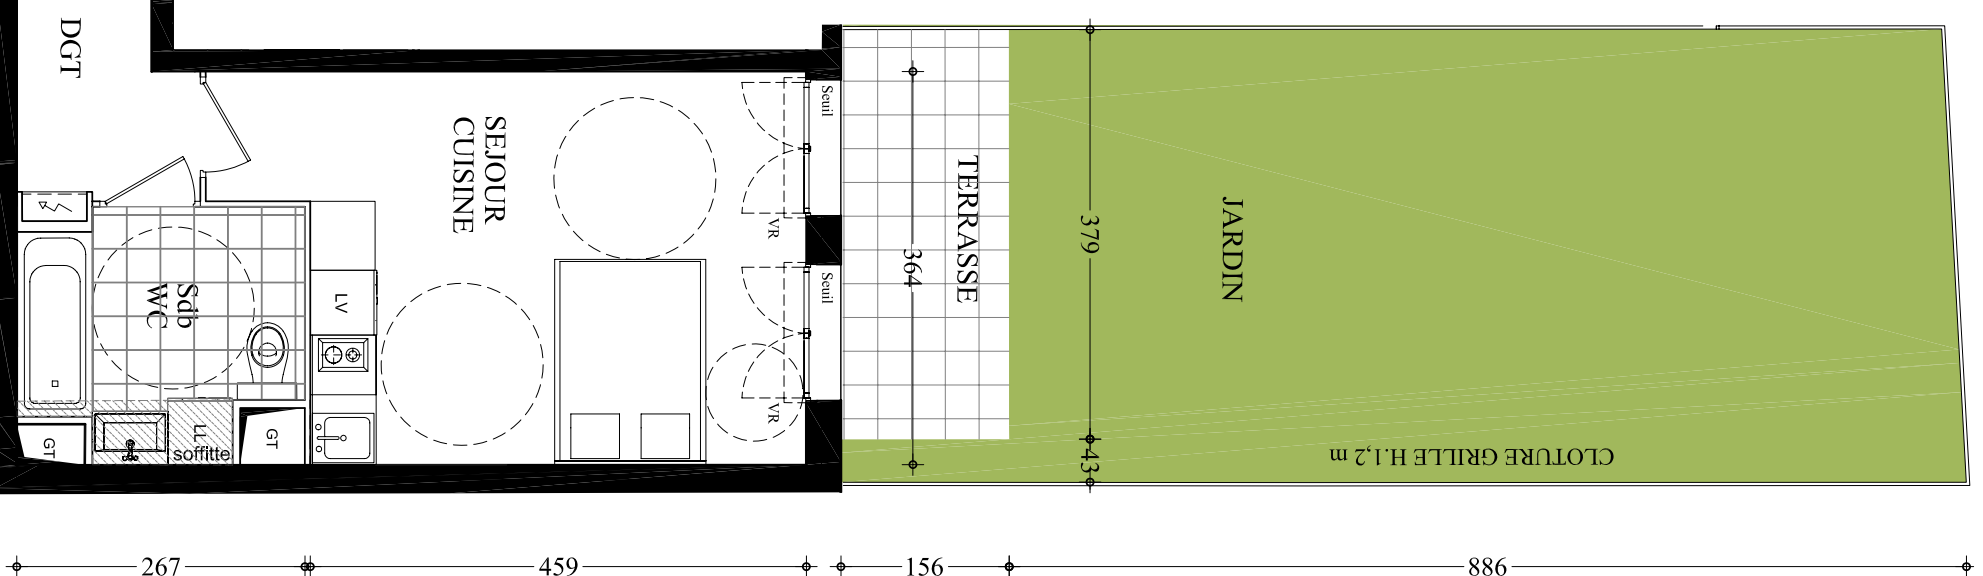 DGT
SEJOUR
CUISINE
Seuil
VR
Seuil
VR
TERRASSE
364
379
43
JARDIN
CLOTURE GRILLE H.1,2 m
Sdb
WC
LV
GT
LL
soffitte
GT
267
459
156
886